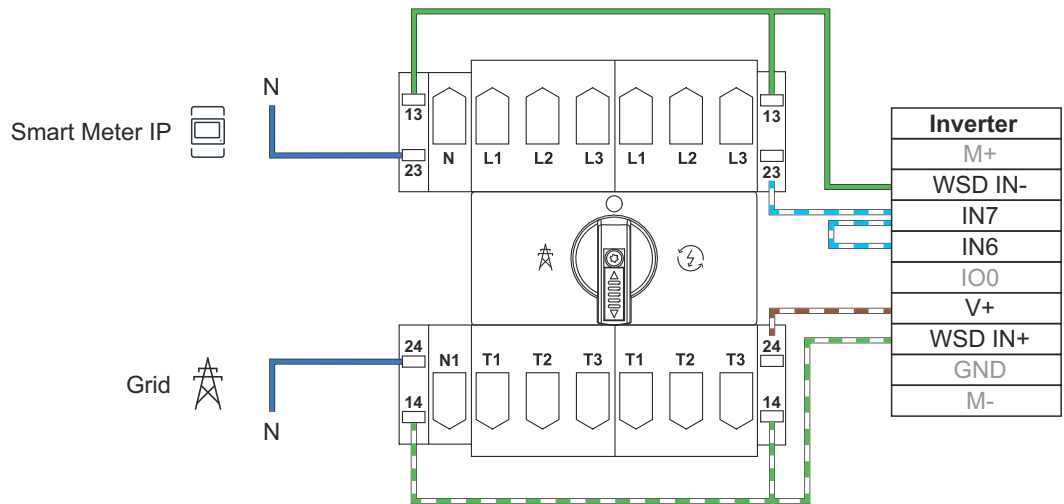 N
Smart Meter IP
13
23
N
L1
L2
L3
L1
L2
L3
13
23
Inverter
M+
WSD IN-
IN7
IN6
IO0
V+
WSD IN+
GND
M-
Grid
N
24
14
N1
T1
T2
T3
T1
T2
T3
24
14